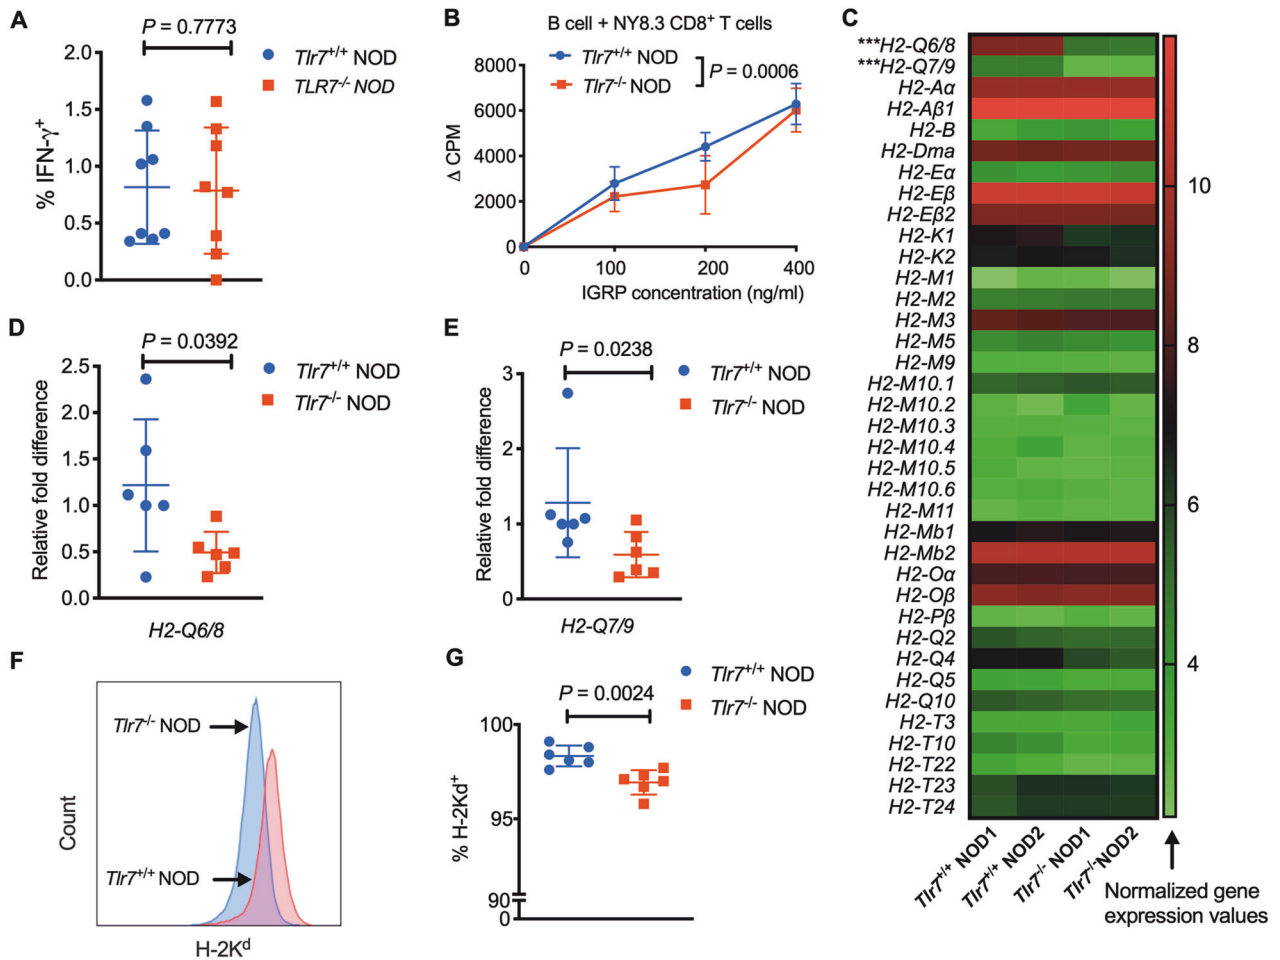 A
P = 0.7773
Tlr7+/+ NOD
TLR7-/- NOD
% IFN-γ+
2.0
1.5
1.0
0.5
0.0
B
B cell + NY8.3 CD8+ T cells
Tlr7+/+ NOD
Tlr7-/- NOD
P = 0.0006
Δ CPM
8000
6000
4000
2000
0
0
100
200
400
IGRP concentration (ng/ml)
C
***H2-Q6/8
***H2-Q7/9
H2-Aα
H2-Aβ1
H2-B
H2-Dma
H2-Eα
H2-Eβ
H2-Eβ2
H2-K1
H2-K2
H2-M1
H2-M2
H2-M3
H2-M5
H2-M9
H2-M10.1
H2-M10.2
H2-M10.3
H2-M10.4
H2-M10.5
H2-M10.6
H2-M11
H2-Mb1
H2-Mb2
H2-Oα
H2-Oβ
H2-Pβ
H2-Q2
H2-Q4
H2-Q5
H2-Q10
H2-T3
H2-T10
H2-T22
H2-T23
H2-T24
Tlr7+/+ NOD1
Tlr7+/+ NOD2
Tlr7-/- NOD1
Tlr7-/-NOD2
10
8
6
4
Normalized gene
expression values
D
P = 0.0392
Tlr7+/+ NOD
Tlr7-/- NOD
Relative fold difference
2.5
2.0
1.5
1.0
0.5
0.0
H2-Q6/8
E
P = 0.0238
Tlr7+/+ NOD
Tlr7-/- NOD
Relative fold difference
3
2
1
0
H2-Q7/9
F
Tlr7-/- NOD
Tlr7+/+ NOD
Count
H-2Kd
G
P = 0.0024
Tlr7+/+ NOD
Tlr7-/- NOD
% H-2Kd+
100
95
90
0